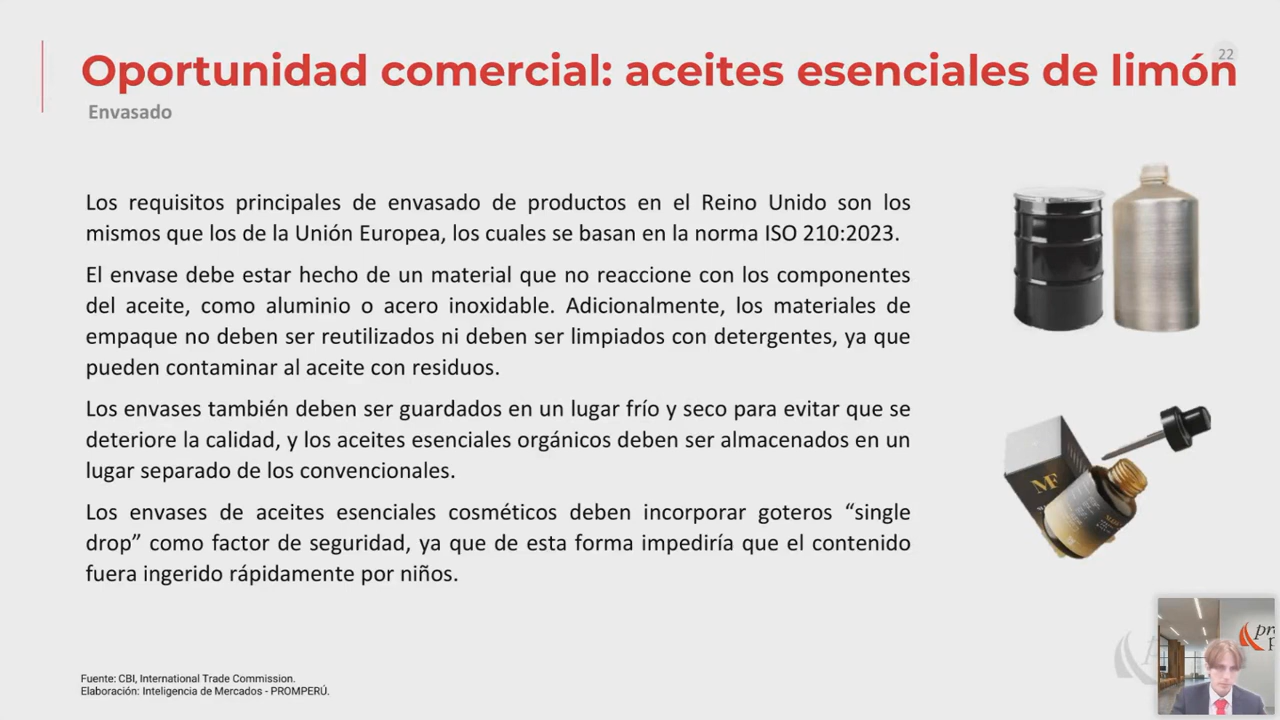 22
Oportunidad comercial: aceites esenciales de limón
Envasado
Los requisitos principales de envasado de productos en el Reino Unido son los
mismos que los de la Unión Europea, los cuales se basan en la norma ISO 210:2023.
El envase debe estar hecho de un material que no reaccione con los componentes
del aceite, como aluminio o acero inoxidable. Adicionalmente, los materiales de
empaque no deben ser reutilizados ni deben ser limpiados con detergentes, ya que
pueden contaminar al aceite con residuos.
Los envases también deben ser guardados en un lugar frío y seco para evitar que se
deteriore la calidad, y los aceites esenciales orgánicos deben ser almacenados en un
lugar separado de los convencionales.
Los envases de aceites esenciales cosméticos deben incorporar goteros “single
drop” como factor de seguridad, ya que de esta forma impediría que el contenido
fuera ingerido rápidamente por niños.
MF
Fuente: CBI, International Trade Commission.
Elaboración: Inteligencia de Mercados - PROMPERÚ.